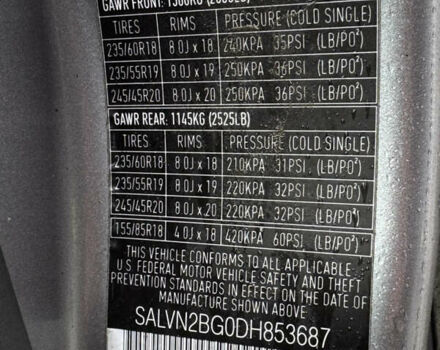 GAWR FRONT: 1300KG
TIRES RIMS PRESSURE (COLD SINGLE)
235/60R18 8.0J x 18 240KPA 35PSI (LB/PO²)
235/55R19 8.0J x 19 250KPA 36PSI (LB/PO²)
245/45R20 8.0J x 20 250KPA 36PSI (LB/PO²)
GAWR REAR: 1145KG (2525LB)
TIRES RIMS PRESSURE (COLD SINGLE)
235/60R18 8.0J x 18 210KPA 31PSI (LB/PO²)
235/55R19 8.0J x 19 220KPA 32PSI (LB/PO²)
245/45R20 8.0J x 20 220KPA 32PSI (LB/PO²)
155/85R18 4.0J x 18 420KPA 60PSI (LB/PO²)
THIS VEHICLE CONFORMS TO ALL APPLICABLE
U.S. FEDERAL MOTOR VEHICLE SAFETY AND THEFT
PREVENTION STANDARDS IN EFFECT ON THE DATE OF
MANUFACTURE SHOWN ABOVE.
SALVN2BG0DH853687